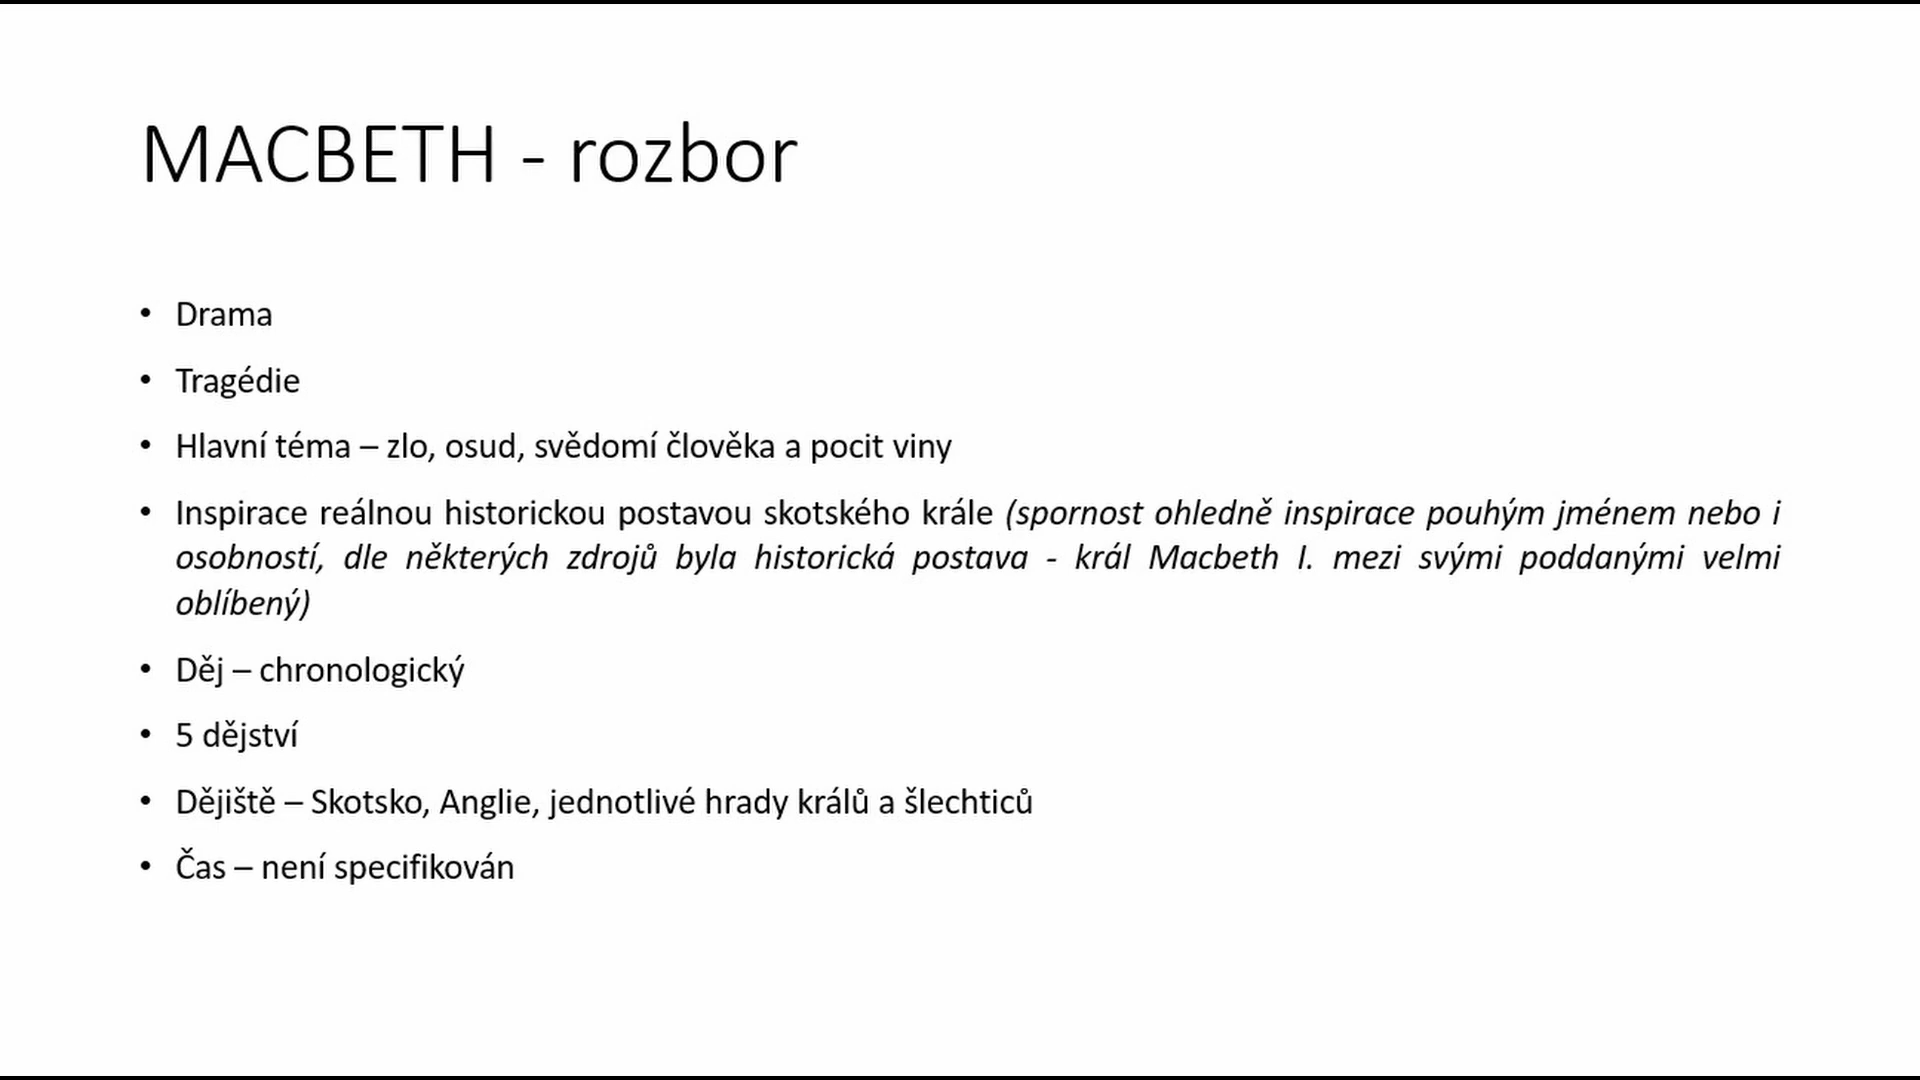 MACBETH - rozbor
• Drama
• Tragédie
• Hlavní téma – zlo, osud, svědomí člověka a pocit viny
• Inspirace reálnou historickou postavou skotského krále (spornost ohledně inspirace pouhým jménem nebo i
osobností, dle některých zdrojů byla historická postava - král Macbeth I. mezi svými poddanými velmi
oblíbený)
• Děj – chronologický
• 5 dějství
• Dějiště – Skotsko, Anglie, jednotlivé hrady králů a šlechticů
• Čas – není specifikován